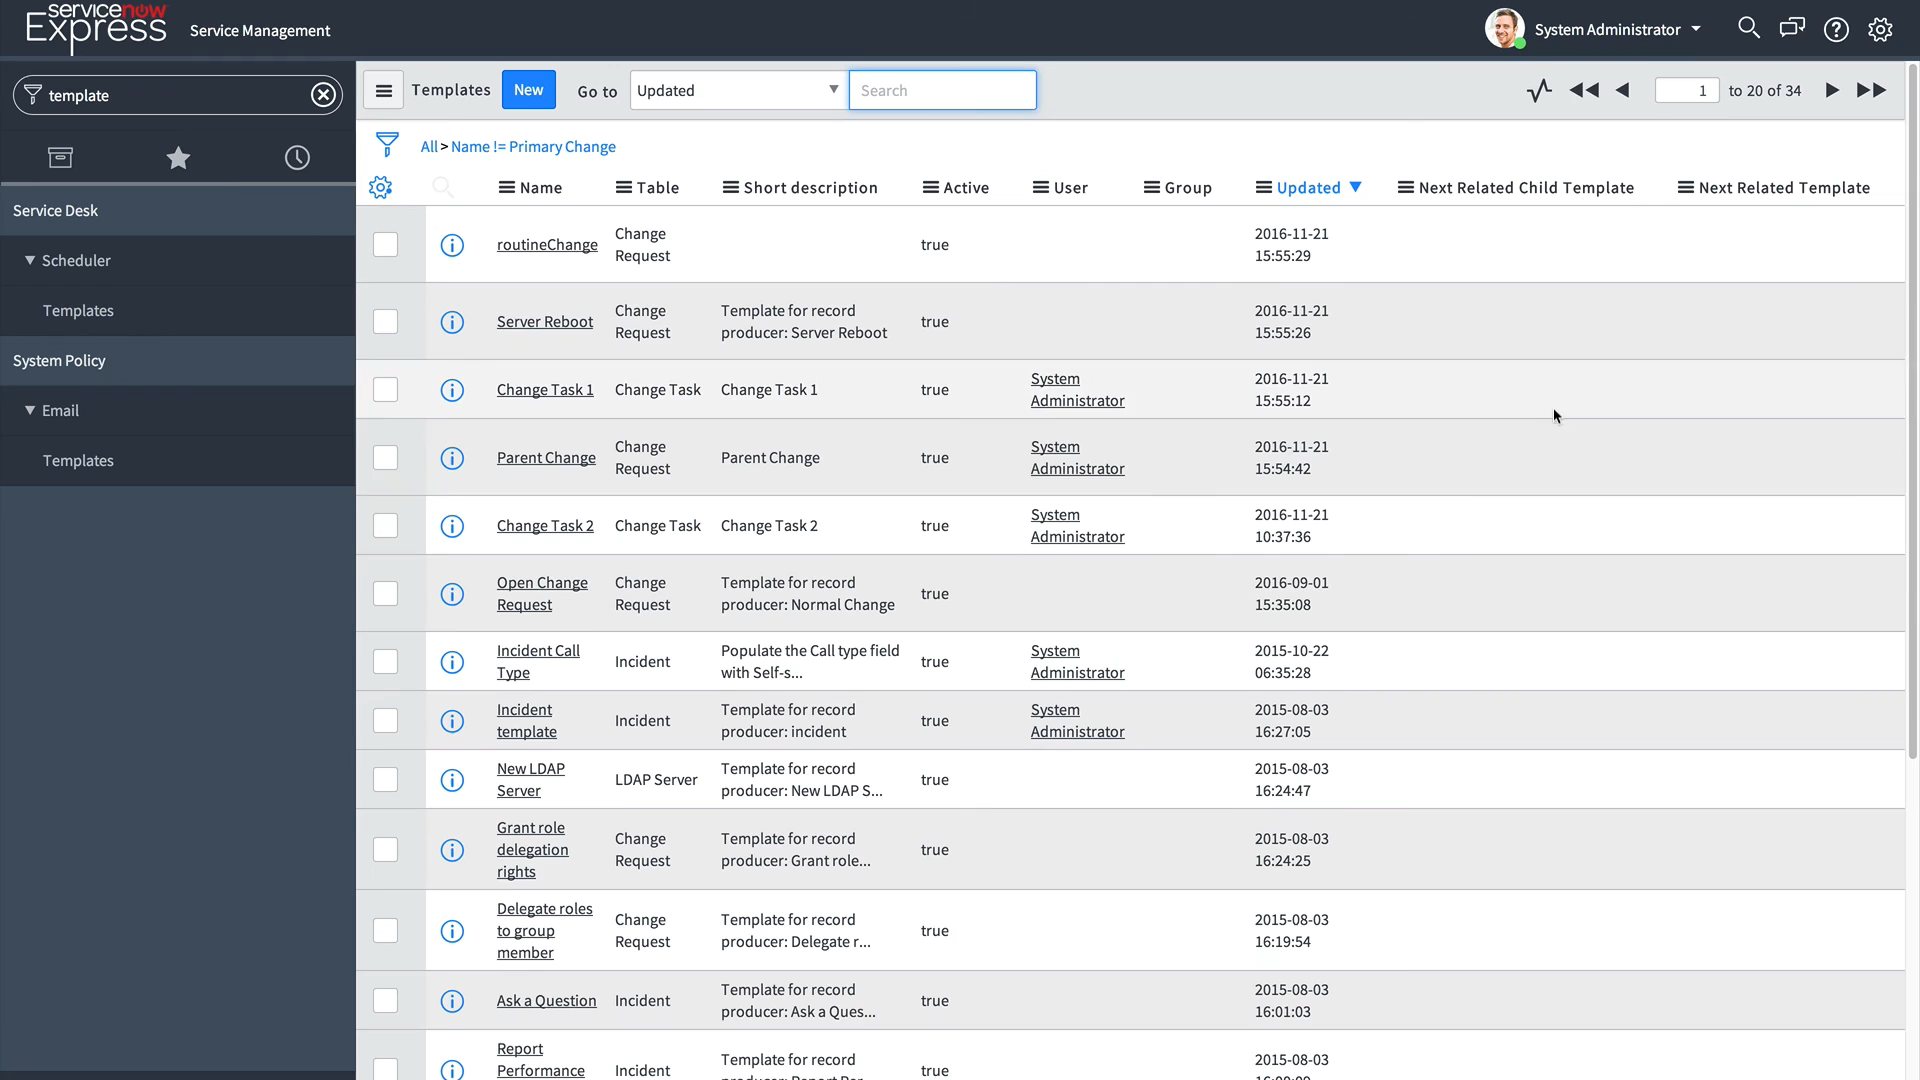 servicenow
Express
Service Management
System Administrator
template
Templates
New
Go to
Updated
Search
1
to 20 of 34
All > Name != Primary Change
Name
Table
Short description
Active
User
Group
Updated
Next Related Child Template
Next Related Template
Service Desk
Scheduler
Templates
System Policy
Email
Templates
routineChange
Change
Request
true
2016-11-21
15:55:29
Server Reboot
Change
Request
Template for record
producer: Server Reboot
true
2016-11-21
15:55:26
Change Task 1
Change Task
Change Task 1
true
System
Administrator
2016-11-21
15:55:12
Parent Change
Change
Request
Parent Change
true
System
Administrator
2016-11-21
15:54:42
Change Task 2
Change Task
Change Task 2
true
System
Administrator
2016-11-21
10:37:36
Open Change
Request
Change
Request
Template for record
producer: Normal Change
true
2016-09-01
15:35:08
Incident Call
Type
Incident
Populate the Call type field
with Self-s...
true
System
Administrator
2015-10-22
06:35:28
Incident
template
Incident
Template for record
producer: incident
true
System
Administrator
2015-08-03
16:27:05
New LDAP
Server
LDAP Server
Template for record
producer: New LDAP S...
true
2015-08-03
16:24:47
Grant role
delegation
rights
Change
Request
Template for record
producer: Grant role...
true
2015-08-03
16:24:25
Delegate roles
to group
member
Change
Request
Template for record
producer: Delegate r...
true
2015-08-03
16:19:54
Ask a Question
Incident
Template for record
producer: Ask a Ques...
true
2015-08-03
16:01:03
Report
Performance
Incident
Template for record
true
2015-08-03